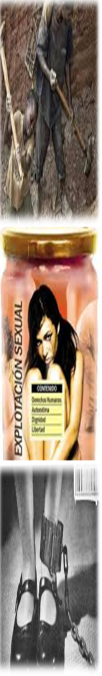 EXPLOTACIÓN SEXUAL
CONTENIDO
Derechos Humanos
Autoestima
Dignidad
Libertad